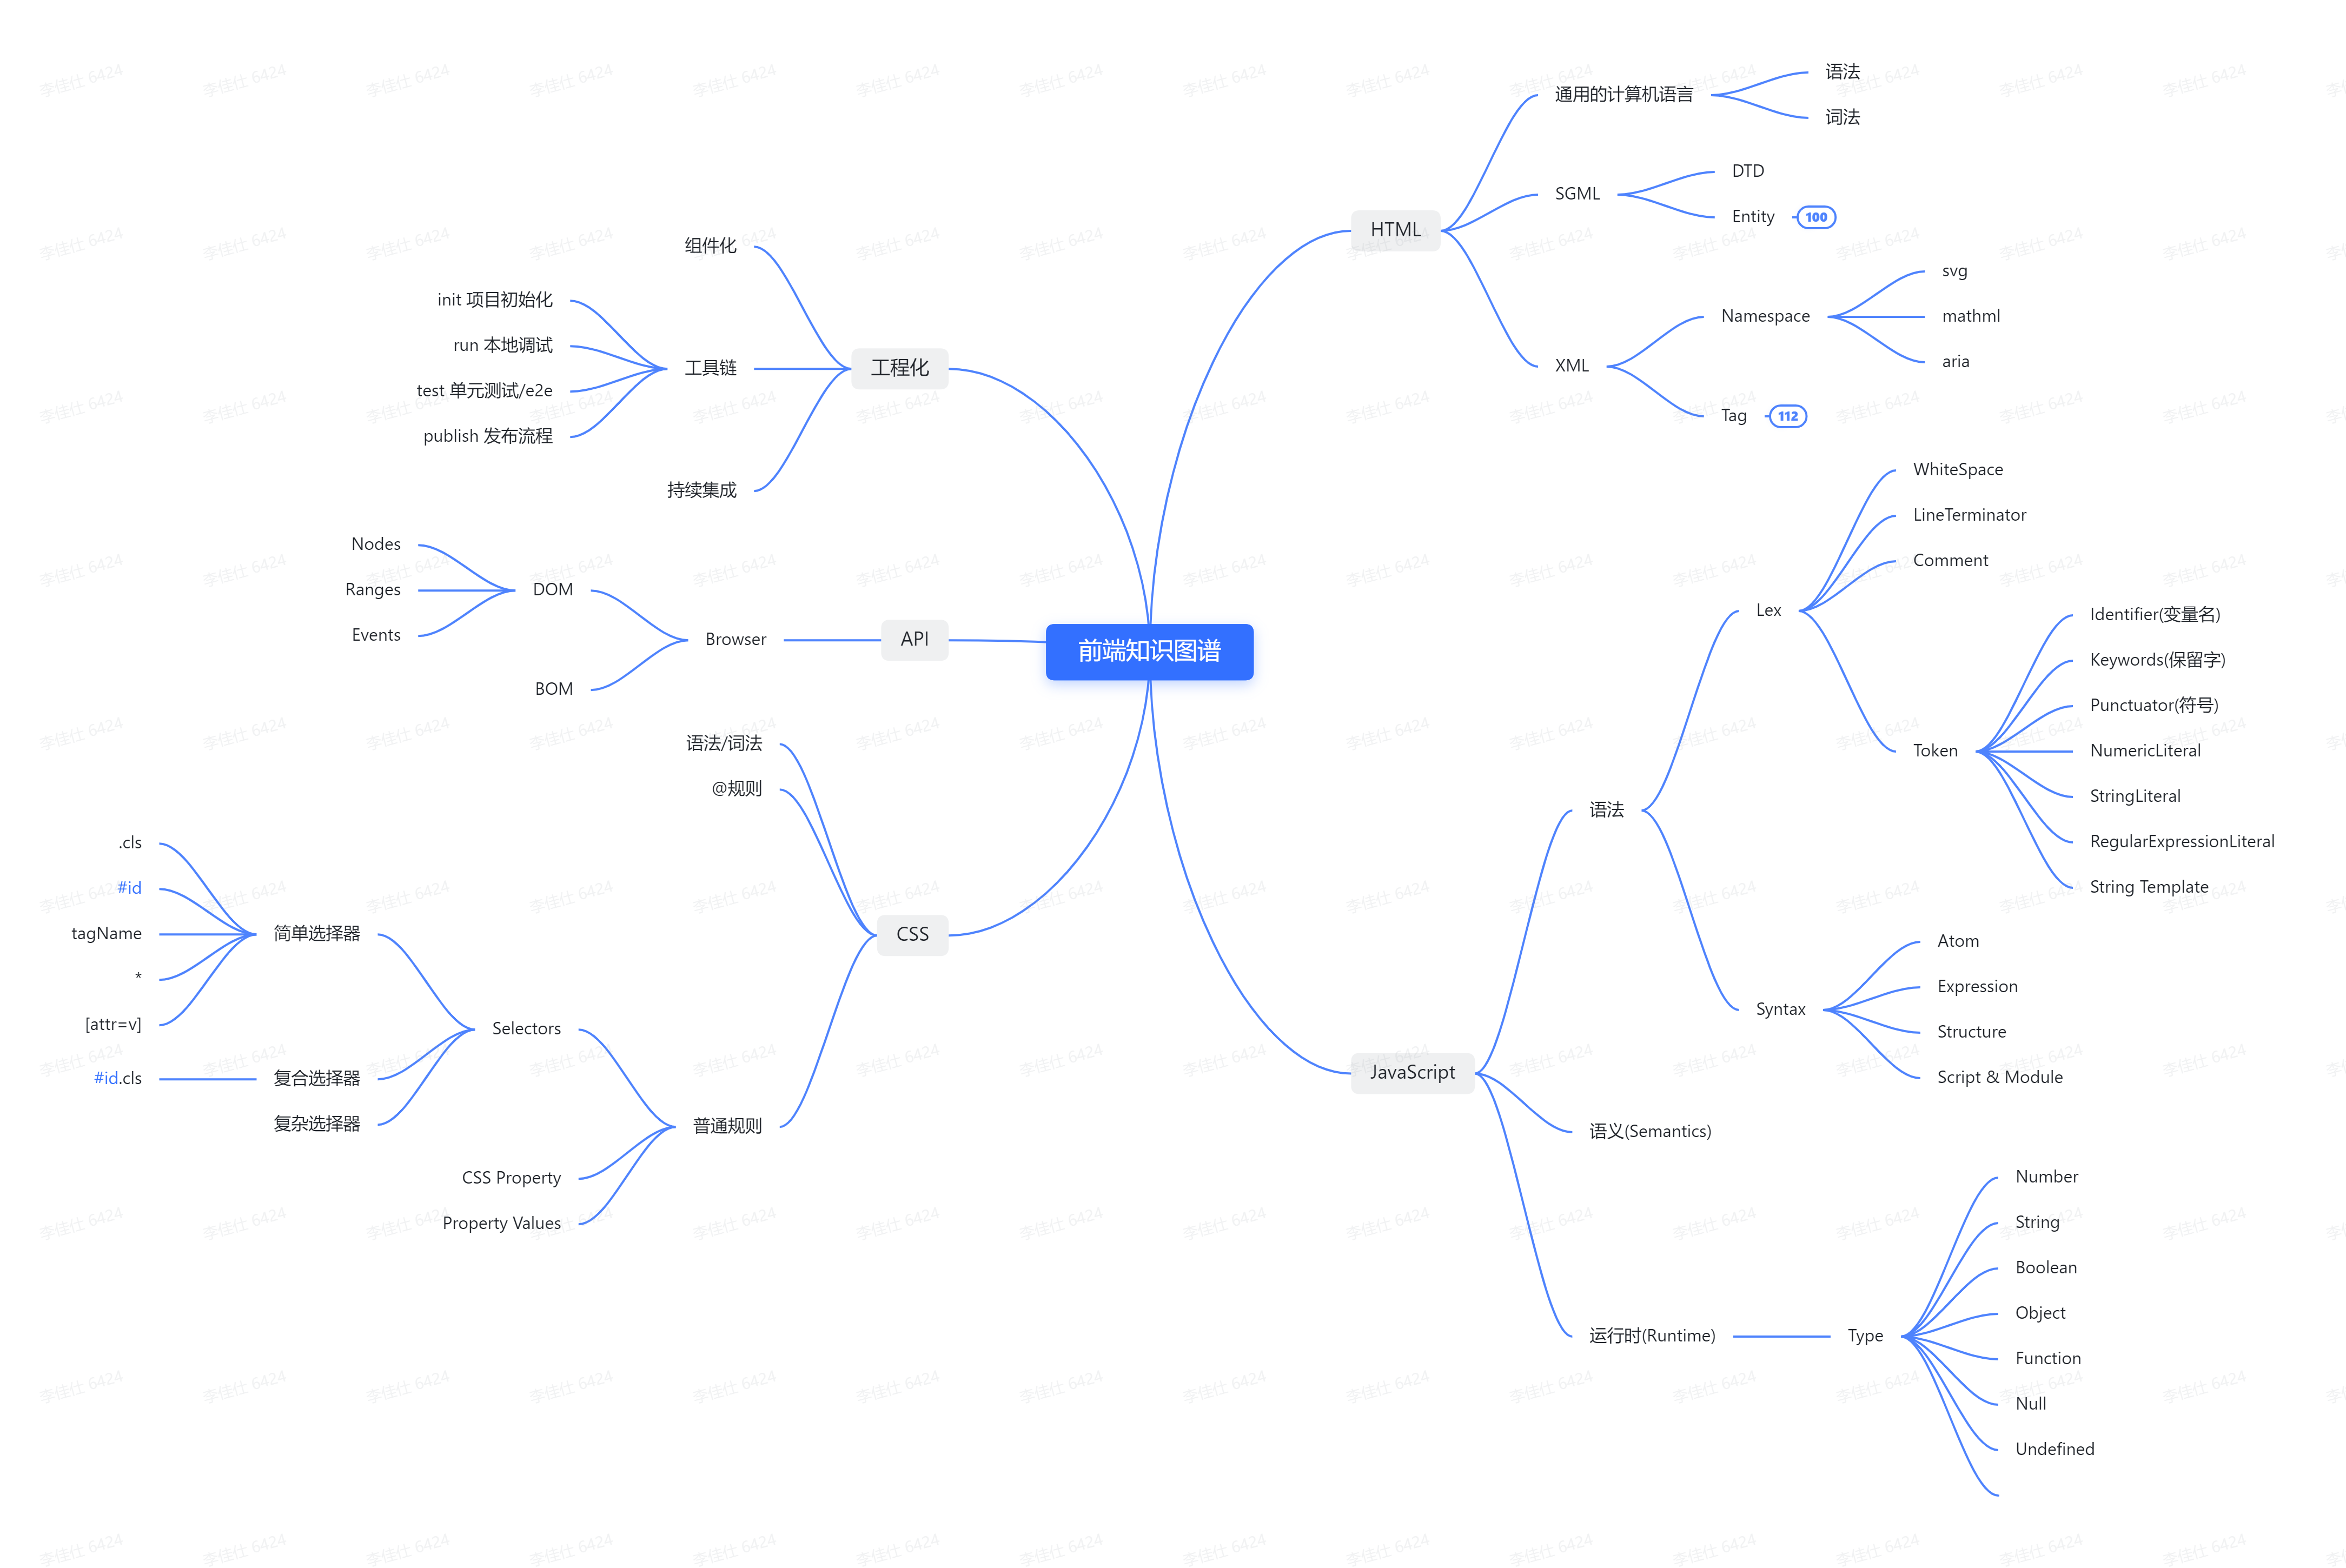 前端知识图谱
HTML
通用的计算机语言
语法
词法
SGML
DTD
Entity
100
XML
Namespace
svg
mathml
aria
Tag
112
JavaScript
语法
Lex
WhiteSpace
LineTerminator
Comment
Token
Identifier(变量名)
Keywords(保留字)
Punctuator(符号)
NumericLiteral
StringLiteral
RegularExpressionLiteral
String Template
Syntax
Atom
Expression
Structure
Script & Module
语义(Semantics)
运行时(Runtime)
Type
Number
String
Boolean
Object
Function
Null
Undefined
工程化
组件化
工具链
init 项目初始化
run 本地调试
test 单元测试/e2e
publish 发布流程
持续集成
API
Browser
DOM
Nodes
Ranges
Events
BOM
CSS
语法/词法
@规则
普通规则
Selectors
简单选择器
.cls
#id
tagName
*
[attr=v]
复合选择器
#id.cls
复杂选择器
CSS Property
Property Values
李佳仕 6424